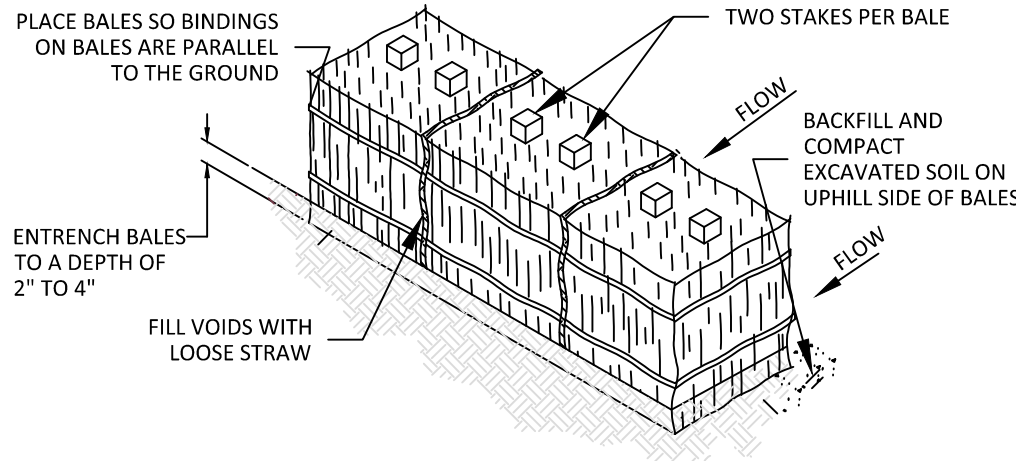 PLACE BALES SO BINDINGS
ON BALES ARE PARALLEL
TO THE GROUND
TWO STAKES PER BALE
FLOW
BACKFILL AND
COMPACT
EXCAVATED SOIL ON
UPHILL SIDE OF BALES
FLOW
ENTRENCH BALES
TO A DEPTH OF
2" TO 4"
FILL VOIDS WITH
LOOSE STRAW